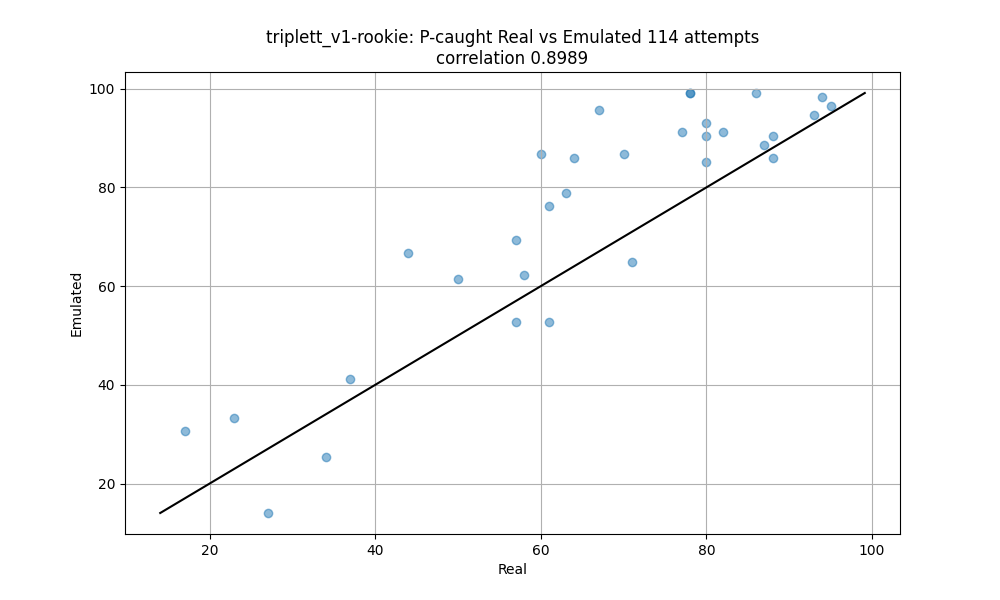 triplett_v1-rookie: P-caught Real vs Emulated 114 attempts
correlation 0.8989
100
80
60
40
20
Emulated
20 40 60 80 100
Real